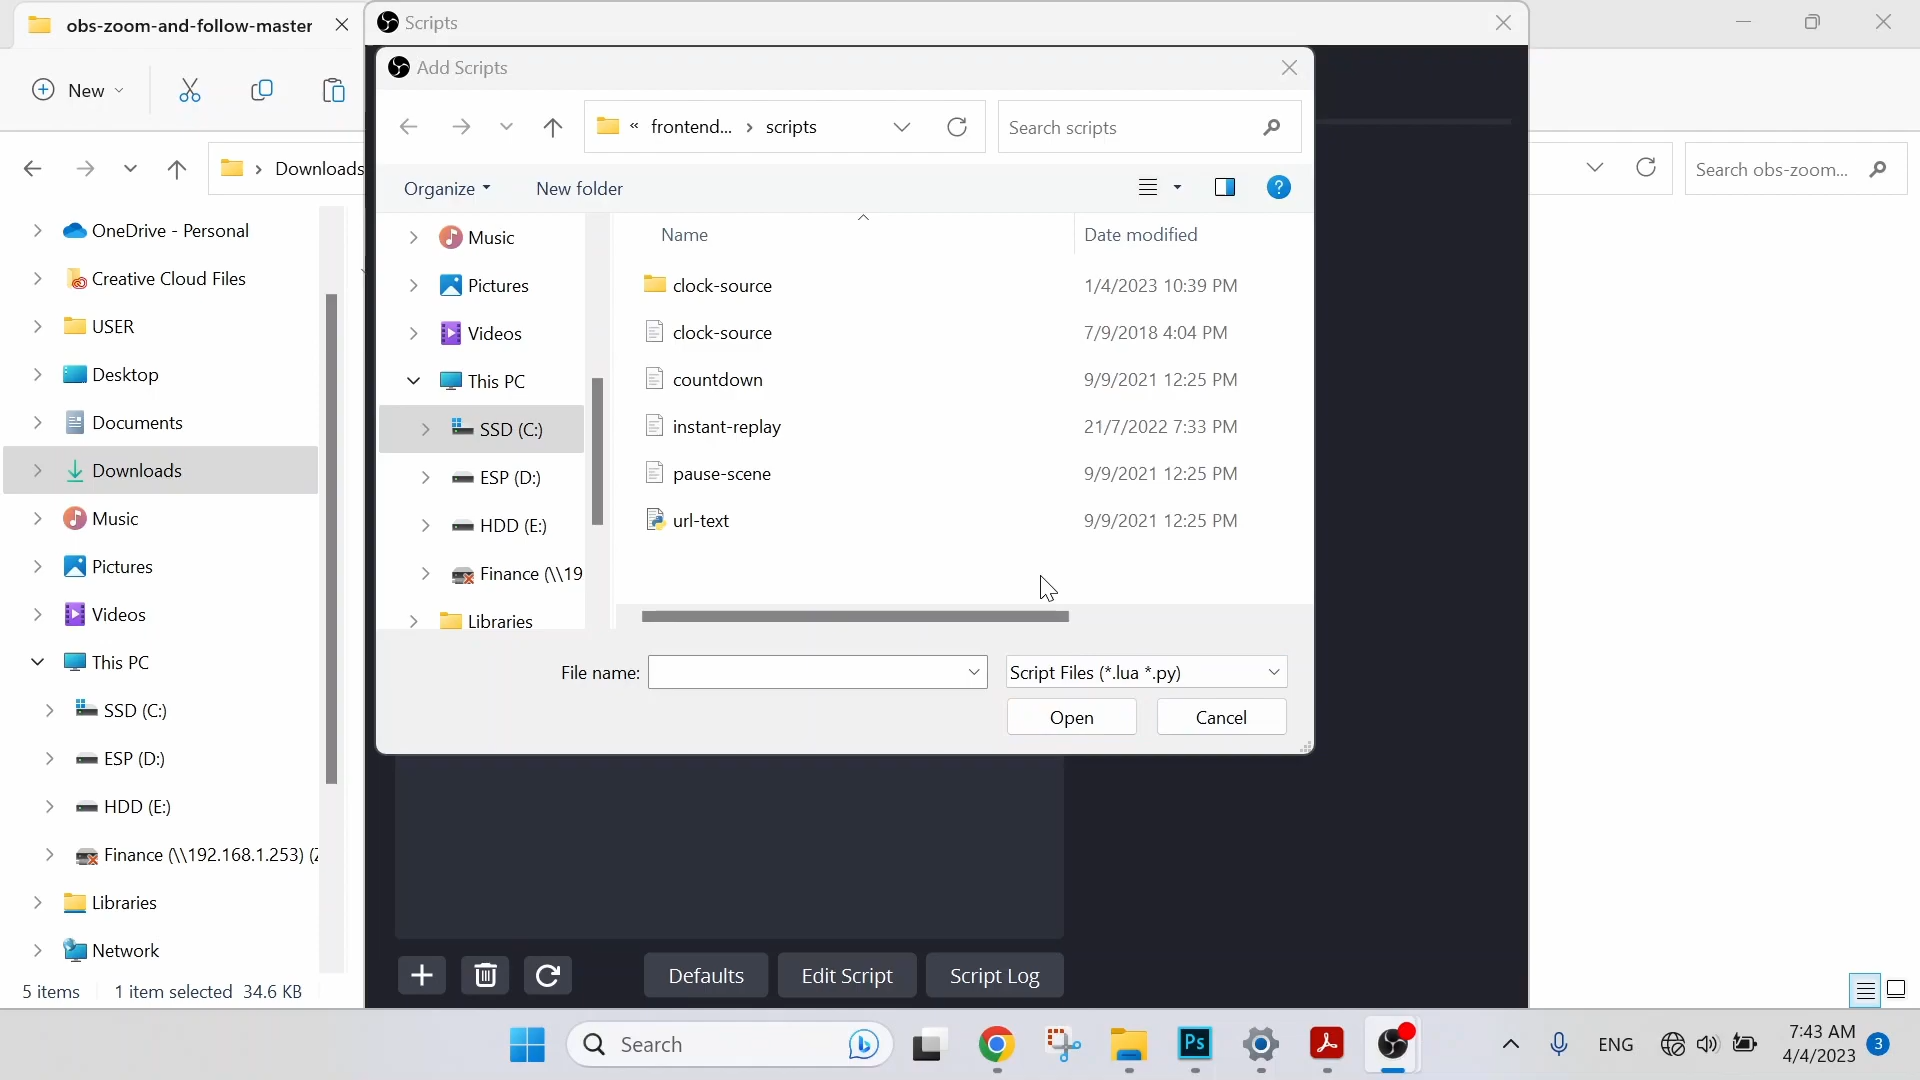 obs-zoom-and-follow-master
New
Downloads
OneDrive - Personal
Creative Cloud Files
USER
Desktop
Documents
Downloads
Music
Pictures
Videos
This PC
SSD (C:)
ESP (D:)
HDD (E:)
Finance (\\192.168.1.253) (Z
Libraries
Network
5 items 1 item selected 34.6 KB
Scripts
Add Scripts
« frontend... › scripts
Search scripts
Organize
New folder
?
Music
Pictures
Videos
This PC
SSD (C:)
ESP (D:)
HDD (E:)
Finance (\\19
Libraries
Name Date modified
clock-source 1/4/2023 10:39 PM
clock-source 7/9/2018 4:04 PM
countdown 9/9/2021 12:25 PM
instant-replay 21/7/2022 7:33 PM
pause-scene 9/9/2021 12:25 PM
url-text 9/9/2021 12:25 PM
File name: Script Files (*.lua *.py)
Open Cancel
Defaults Edit Script Script Log
Search obs-zoom...
Search
Ps
ENG
7:43 AM
4/4/2023
3